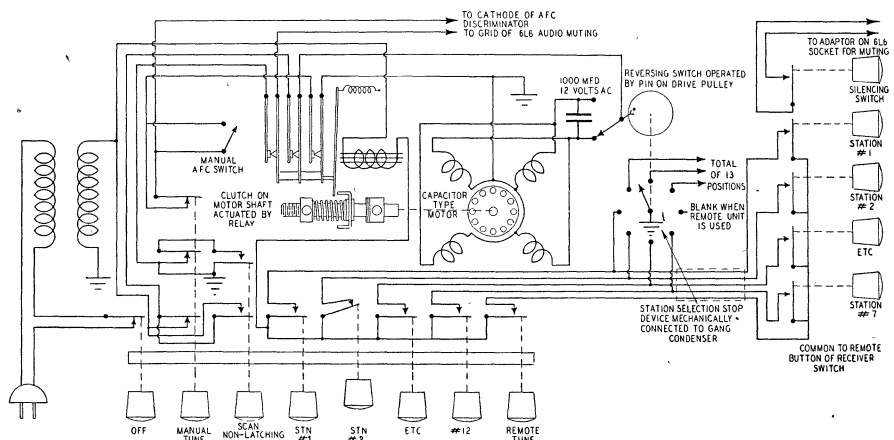 TO CATHODE OF AFC
DISCRIMINATOR
TO GRID OF 6L6 AUDIO MUTING
TO ADAPTOR ON 6L6
SOCKET FOR MUTING
SILENCING
SWITCH
1000 MFD
12 VOLTS AC
REVERSING SWITCH OPERATED
BY PIN ON DRIVE PULLEY
STATION
#1
MANUAL
AFC SWITCH
TOTAL
OF 13
POSITIONS
STATION
# 2
CLUTCH ON
MOTOR SHAFT
ACTUATED BY
RELAY
CAPACITOR
TYPE
MOTOR
BLANK WHEN
REMOTE UNIT
IS USED
ETC
STATION
# 7
STATION SELECTION STOP
DEVICE MECHANICALLY
CONNECTED TO GANG
CONDENSER
COMMON TO REMOTE
BUTTON OF RECEIVER
SWITCH
OFF
MANUAL
TUNE
SCAN
NON-LATCHING
STN
#1
STN
#2
ETC
#12
REMOTE
TUNE